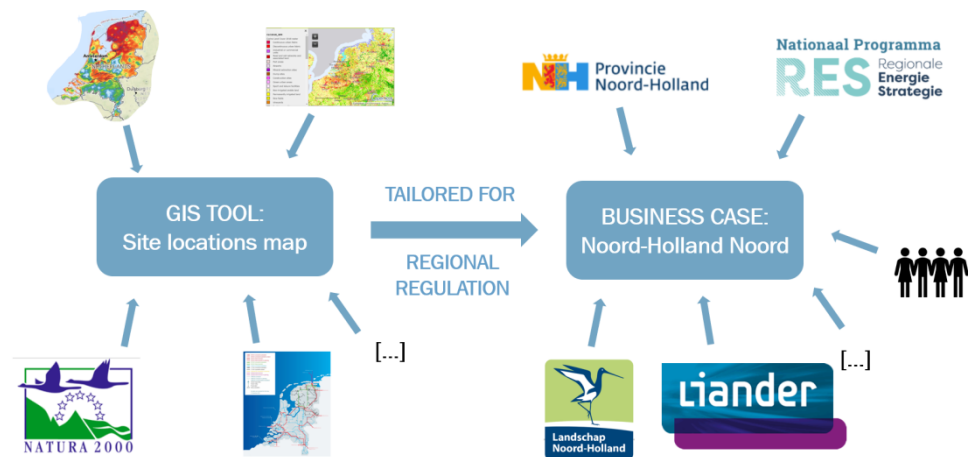 Nationaal Programma
RES Regionale
Energie
Strategie
NH Provincie
Noord-Holland
GIS TOOL:
Site locations map
TAILORED FOR
REGIONAL
REGULATION
BUSINESS CASE:
Noord-Holland Noord
[...]
[...]
NATURA 2000
Landschap
Noord-Holland
Liander